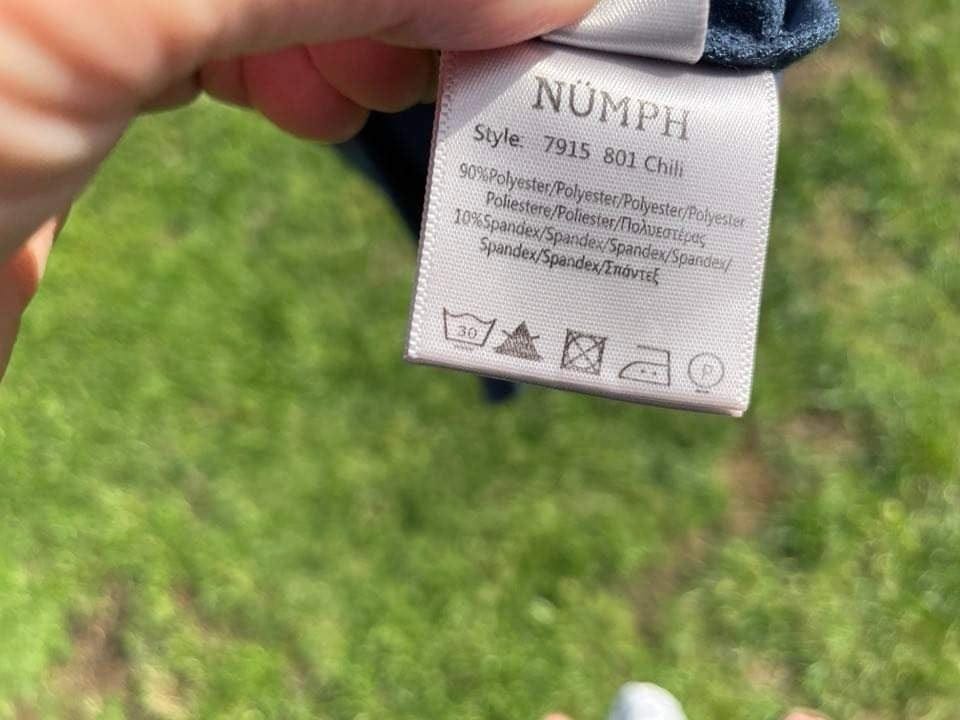 NÜMPH
Style: 7915 801 Chili
90%Polyester/Polyester/Polyester/Polyester
Poliestere/Poliester/Πολυεστέρας
10%Spandex/Spandex/Spandex/Spandex/
Spandex/Spandex/Σπάντεξ
30
P